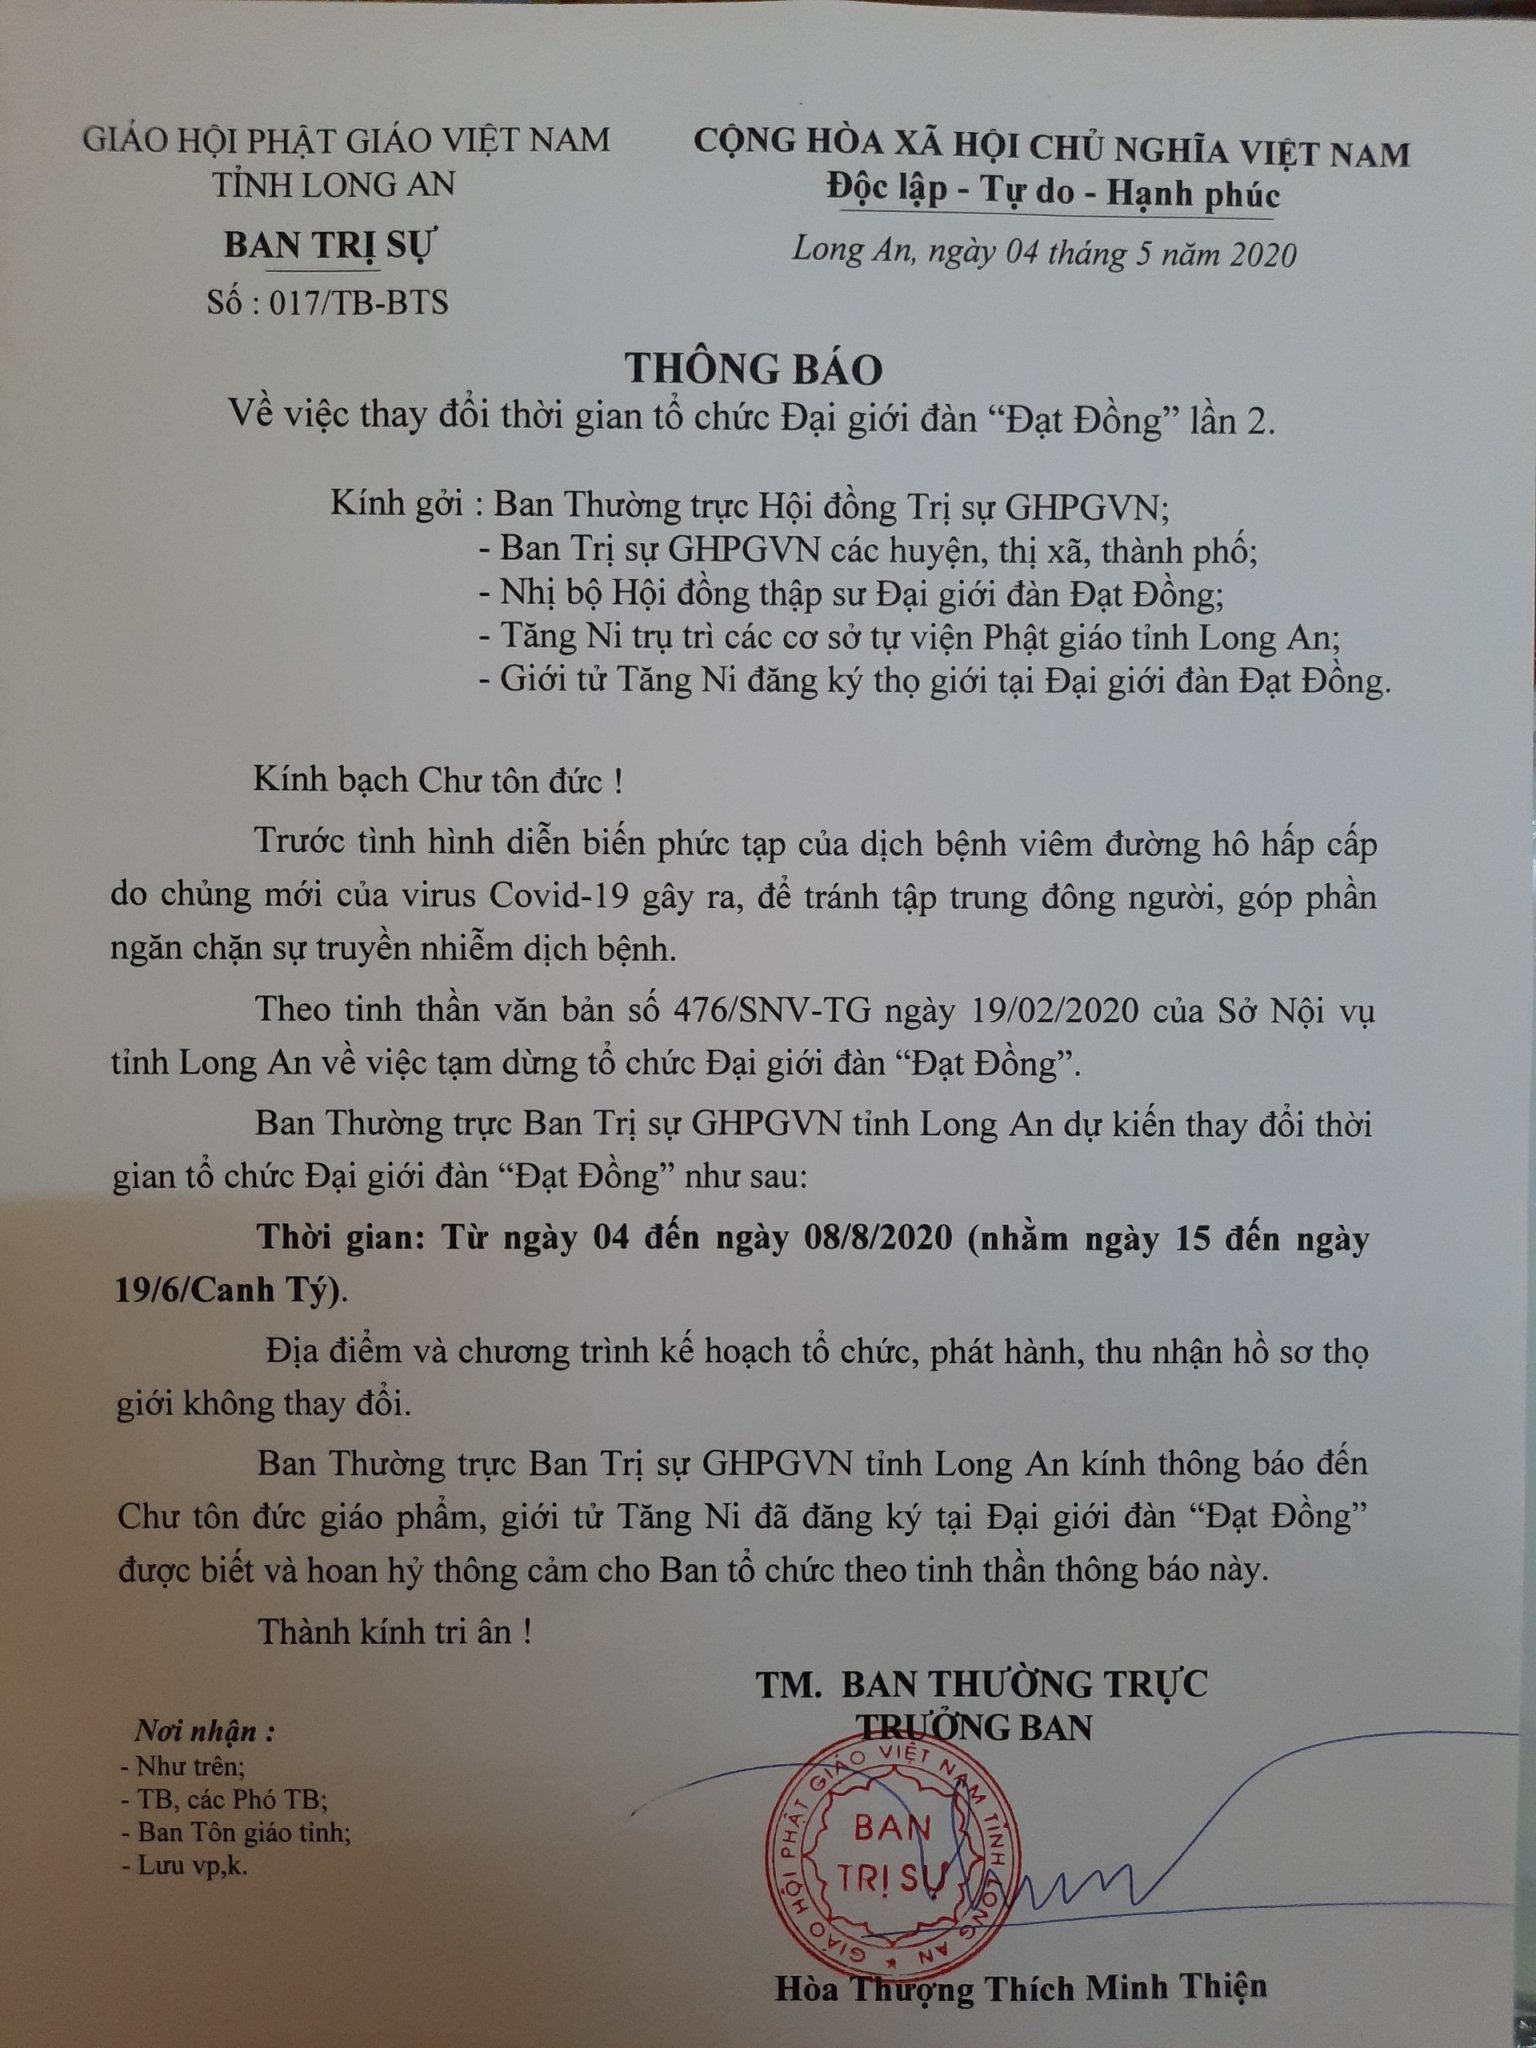 GIÁO HỘI PHẬT GIÁO VIỆT NAM
TỈNH LONG AN
BAN TRỊ SỰ
Số : 017/TB-BTS
CỘNG HÒA XÃ HỘI CHỦ NGHĨA VIỆT NAM
Độc lập - Tự do - Hạnh phúc
Long An, ngày 04 tháng 5 năm 2020
THÔNG BÁO
Về việc thay đổi thời gian tổ chức Đại giới đàn “Đạt Đồng” lần 2.
Kính gởi : Ban Thường trực Hội đồng Trị sự GHPGVN;
- Ban Trị sự GHPGVN các huyện, thị xã, thành phố;
- Nhị bộ Hội đồng thập sư Đại giới đàn Đạt Đồng;
- Tăng Ni trụ trì các cơ sở tự viện Phật giáo tỉnh Long An;
- Giới tử Tăng Ni đăng ký thọ giới tại Đại giới đàn Đạt Đồng.
Kính bạch Chư tôn đức !
Trước tình hình diễn biến phức tạp của dịch bệnh viêm đường hô hấp cấp
do chủng mới của virus Covid-19 gây ra, để tránh tập trung đông người, góp phần
ngăn chặn sự truyền nhiễm dịch bệnh.
Theo tinh thần văn bản số 476/SNV-TG ngày 19/02/2020 của Sở Nội vụ
tỉnh Long An về việc tạm dừng tổ chức Đại giới đàn “Đạt Đồng”.
Ban Thường trực Ban Trị sự GHPGVN tỉnh Long An dự kiến thay đổi thời
gian tổ chức Đại giới đàn “Đạt Đồng” như sau:
Thời gian: Từ ngày 04 đến ngày 08/8/2020 (nhằm ngày 15 đến ngày
19/6/Canh Tý).
Địa điểm và chương trình kế hoạch tổ chức, phát hành, thu nhận hồ sơ thọ
giới không thay đổi.
Ban Thường trực Ban Trị sự GHPGVN tỉnh Long An kính thông báo đến
Chư tôn đức giáo phẩm, giới tử Tăng Ni đã đăng ký tại Đại giới đàn “Đạt Đồng”
được biết và hoan hỷ thông cảm cho Ban tổ chức theo tinh thần thông báo này.
Thành kính tri ân !
TM. BAN THƯỜNG TRỰC
TRƯỞNG BAN
Nơi nhận :
- Như trên;
- TB, các Phó TB;
- Ban Tôn giáo tỉnh;
- Lưu vp,k.
GIÁO HỘI PHẬT GIÁO VIỆT NAM TỈNH LONG AN
BAN
TRỊ SỰ
Hòa Thượng Thích Minh Thiện